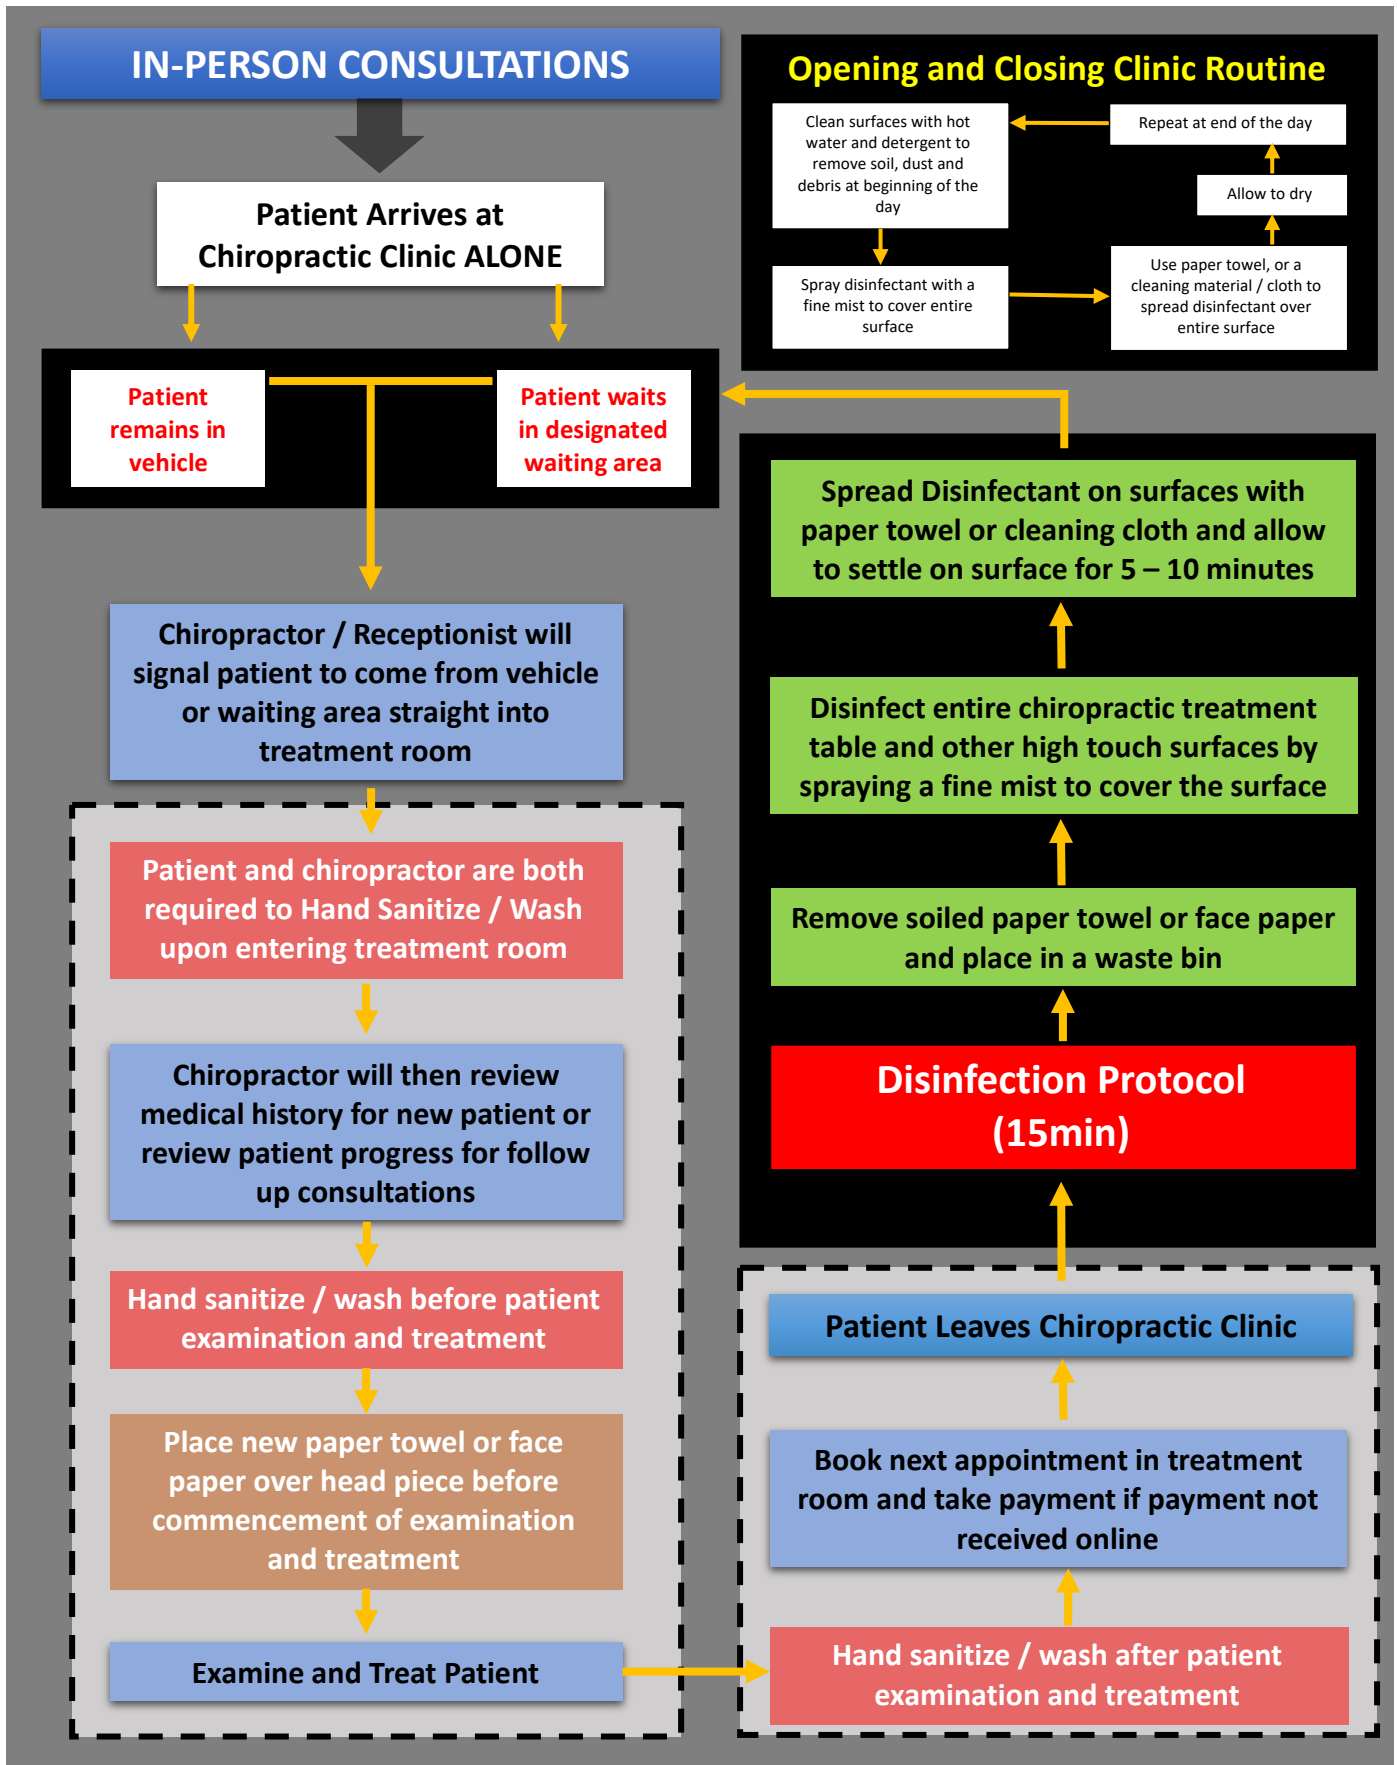 IN-PERSON CONSULTATIONS
Patient Arrives at
Chiropractic Clinic ALONE
Patient
remains in
vehicle
Patient waits
in designated
waiting area
Chiropractor / Receptionist will
signal patient to come from vehicle
or waiting area straight into
treatment room
Patient and chiropractor are both
required to Hand Sanitize / Wash
upon entering treatment room
Chiropractor will then review
medical history for new patient or
review patient progress for follow
up consultations
Hand sanitize / wash before patient
examination and treatment
Place new paper towel or face
paper over head piece before
commencement of examination
and treatment
Examine and Treat Patient
Hand sanitize / wash after patient
examination and treatment
Book next appointment in treatment
room and take payment if payment not
received online
Patient Leaves Chiropractic Clinic
Disinfection Protocol
(15min)
Remove soiled paper towel or face paper
and place in a waste bin
Disinfect entire chiropractic treatment
table and other high touch surfaces by
spraying a fine mist to cover the surface
Spread Disinfectant on surfaces with
paper towel or cleaning cloth and allow
to settle on surface for 5 – 10 minutes
Opening and Closing Clinic Routine
Clean surfaces with hot
water and detergent to
remove soil, dust and
debris at beginning of the
day
Spray disinfectant with a
fine mist to cover entire
surface
Use paper towel, or a
cleaning material / cloth to
spread disinfectant over
entire surface
Allow to dry
Repeat at end of the day